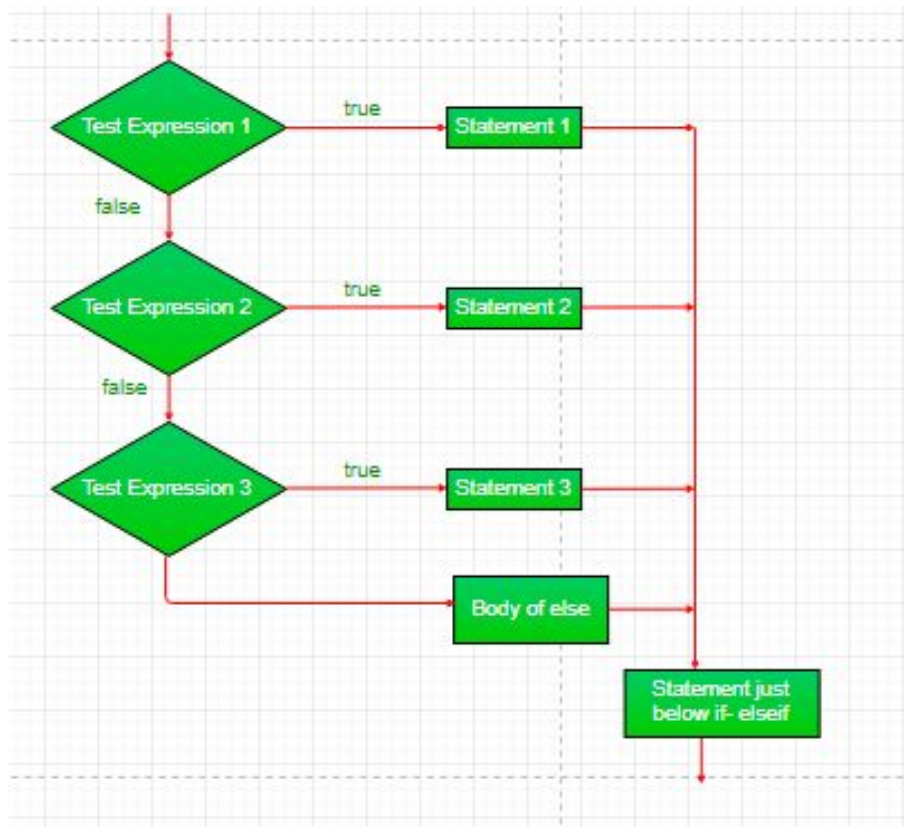 Test Expression 1
true
Statement 1
false
Test Expression 2
true
Statement 2
false
Test Expression 3
true
Statement 3
Body of else
Statement just
below if- elseif